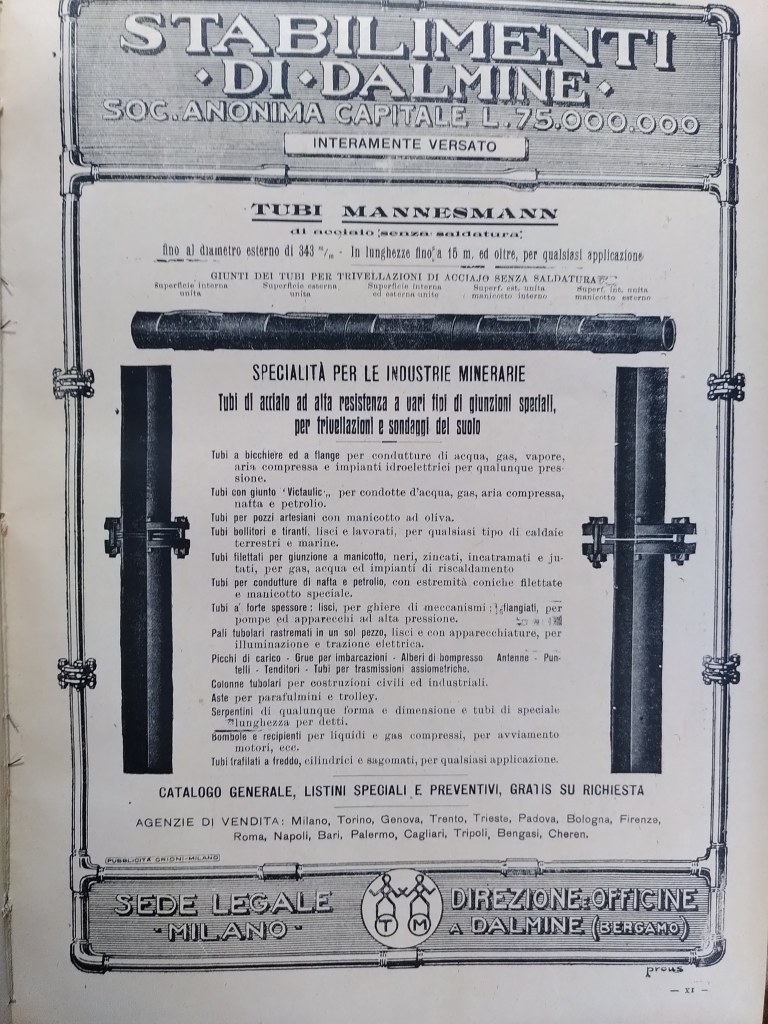 STABILIMENTI
·DI·DALMINE·
SOC. ANONIMA CAPITALE L. 75.000.000
INTERAMENTE VERSATO
TUBI MANNESMANN
di acciaio senza saldatura
fino al diametro esterno di 343 m/m - In lunghezze fino a 15 m. ed oltre, per qualsiasi applicazione
GIUNTI DEI TUBI PER TRIVELLAZIONI DI ACCIAJO SENZA SALDATURA
Superficie interna unita
Superficie esterna unita
Superficie interna ed esterna unite
Superf. est. unita manicotto interno
Superf. int. unita manicotto esterno
SPECIALITÀ PER LE INDUSTRIE MINERARIE
Tubi di acciaio ad alta resistenza a vari tipi di giunzioni speciali,
per trivellazioni e sondaggi del suolo
Tubi a bicchiere ed a flange per condutture di acqua, gas, vapore,
aria compressa e impianti idroelettrici per qualunque pres-
sione.
Tubi con giunto "Victaulic„ per condotte d'acqua, gas, aria compressa,
nafta e petrolio.
Tubi per pozzi artesiani con manicotto ad oliva.
Tubi bollitori e tiranti, lisci e lavorati, per qualsiasi tipo di caldaie
terrestri e marine.
Tubi filettati per giunzione a manicotto, neri, zincati, incatramati e ju-
tati, per gas, acqua ed impianti di riscaldamento
Tubi per condutture di nafta e petrolio, con estremità coniche filettate
e manicotto speciale.
Tubi a forte spessore: lisci, per ghiere di meccanismi; flangiati, per
pompe ed apparecchi ad alta pressione.
Pali tubolari rastremati in un sol pezzo, lisci e con apparecchiature, per
illuminazione e trazione elettrica.
Picchi di carico - Grue per imbarcazioni - Alberi di bompresso Antenne - Pun-
telli - Tenditori - Tubi per trasmissioni assiometriche.
Colonne tubolari per costruzioni civili ed industriali.
Aste per parafulmini e trolley.
Serpentini di qualunque forma e dimensione e tubi di speciale
lunghezza per detti.
Bombole e recipienti per liquidi e gas compressi, per avviamento
motori, ecc.
Tubi trafilati a freddo, cilindrici e sagomati, per qualsiasi applicazione.
CATALOGO GENERALE, LISTINI SPECIALI E PREVENTIVI, GRATIS SU RICHIESTA
AGENZIE DI VENDITA: Milano, Torino, Genova, Trento, Trieste, Padova, Bologna, Firenze,
Roma, Napoli, Bari, Palermo, Cagliari, Tripoli, Bengasi, Cheren.
PUBBLICITÀ GRIONI-MILANO
SEDE LEGALE
-MILANO-
T M
DIREZIONE E OFFICINE
A DALMINE (BERGAMO)
prous
— XI —